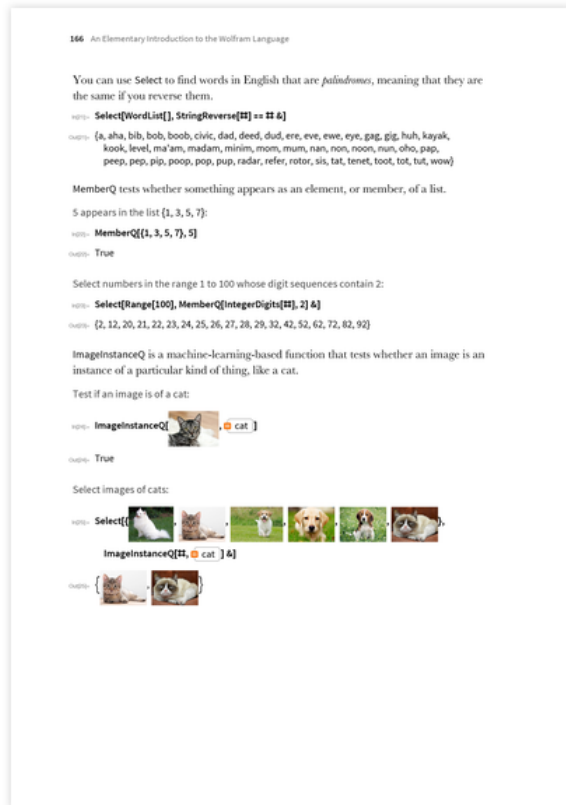 166 An Elementary Introduction to the Wolfram Language
You can use Select to find words in English that are palindromes, meaning that they are
the same if you reverse them.
In[21]:= Select[WordList[], StringReverse[#] == # &]
Out[21]= {a, aha, bib, bob, boob, civic, dad, deed, dud, ere, eve, ewe, eye, gag, gig, huh, kayak,
kook, level, ma'am, madam, minim, mom, mum, nan, non, noon, nun, oho, pap,
peep, pep, pip, poop, pop, pup, radar, refer, rotor, sis, tat, tenet, toot, tot, tut, wow}
MemberQ tests whether something appears as an element, or member, of a list.
5 appears in the list {1, 3, 5, 7}:
MemberQ[{1, 3, 5, 7}, 5]
True
Select numbers in the range 1 to 100 whose digit sequences contain 2:
Select[Range[100], MemberQ[IntegerDigits[#], 2] &]
{2, 12, 20, 21, 22, 23, 24, 25, 26, 27, 28, 29, 32, 42, 52, 62, 72, 82, 92}
ImageInstanceQ is a machine-learning-based function that tests whether an image is an
instance of a particular kind of thing, like a cat.
Test if an image is of a cat:
ImageInstanceQ[ , cat ]
True
Select images of cats:
Select[{ , , , , , },
ImageInstanceQ[#, cat ] &]
{ , }